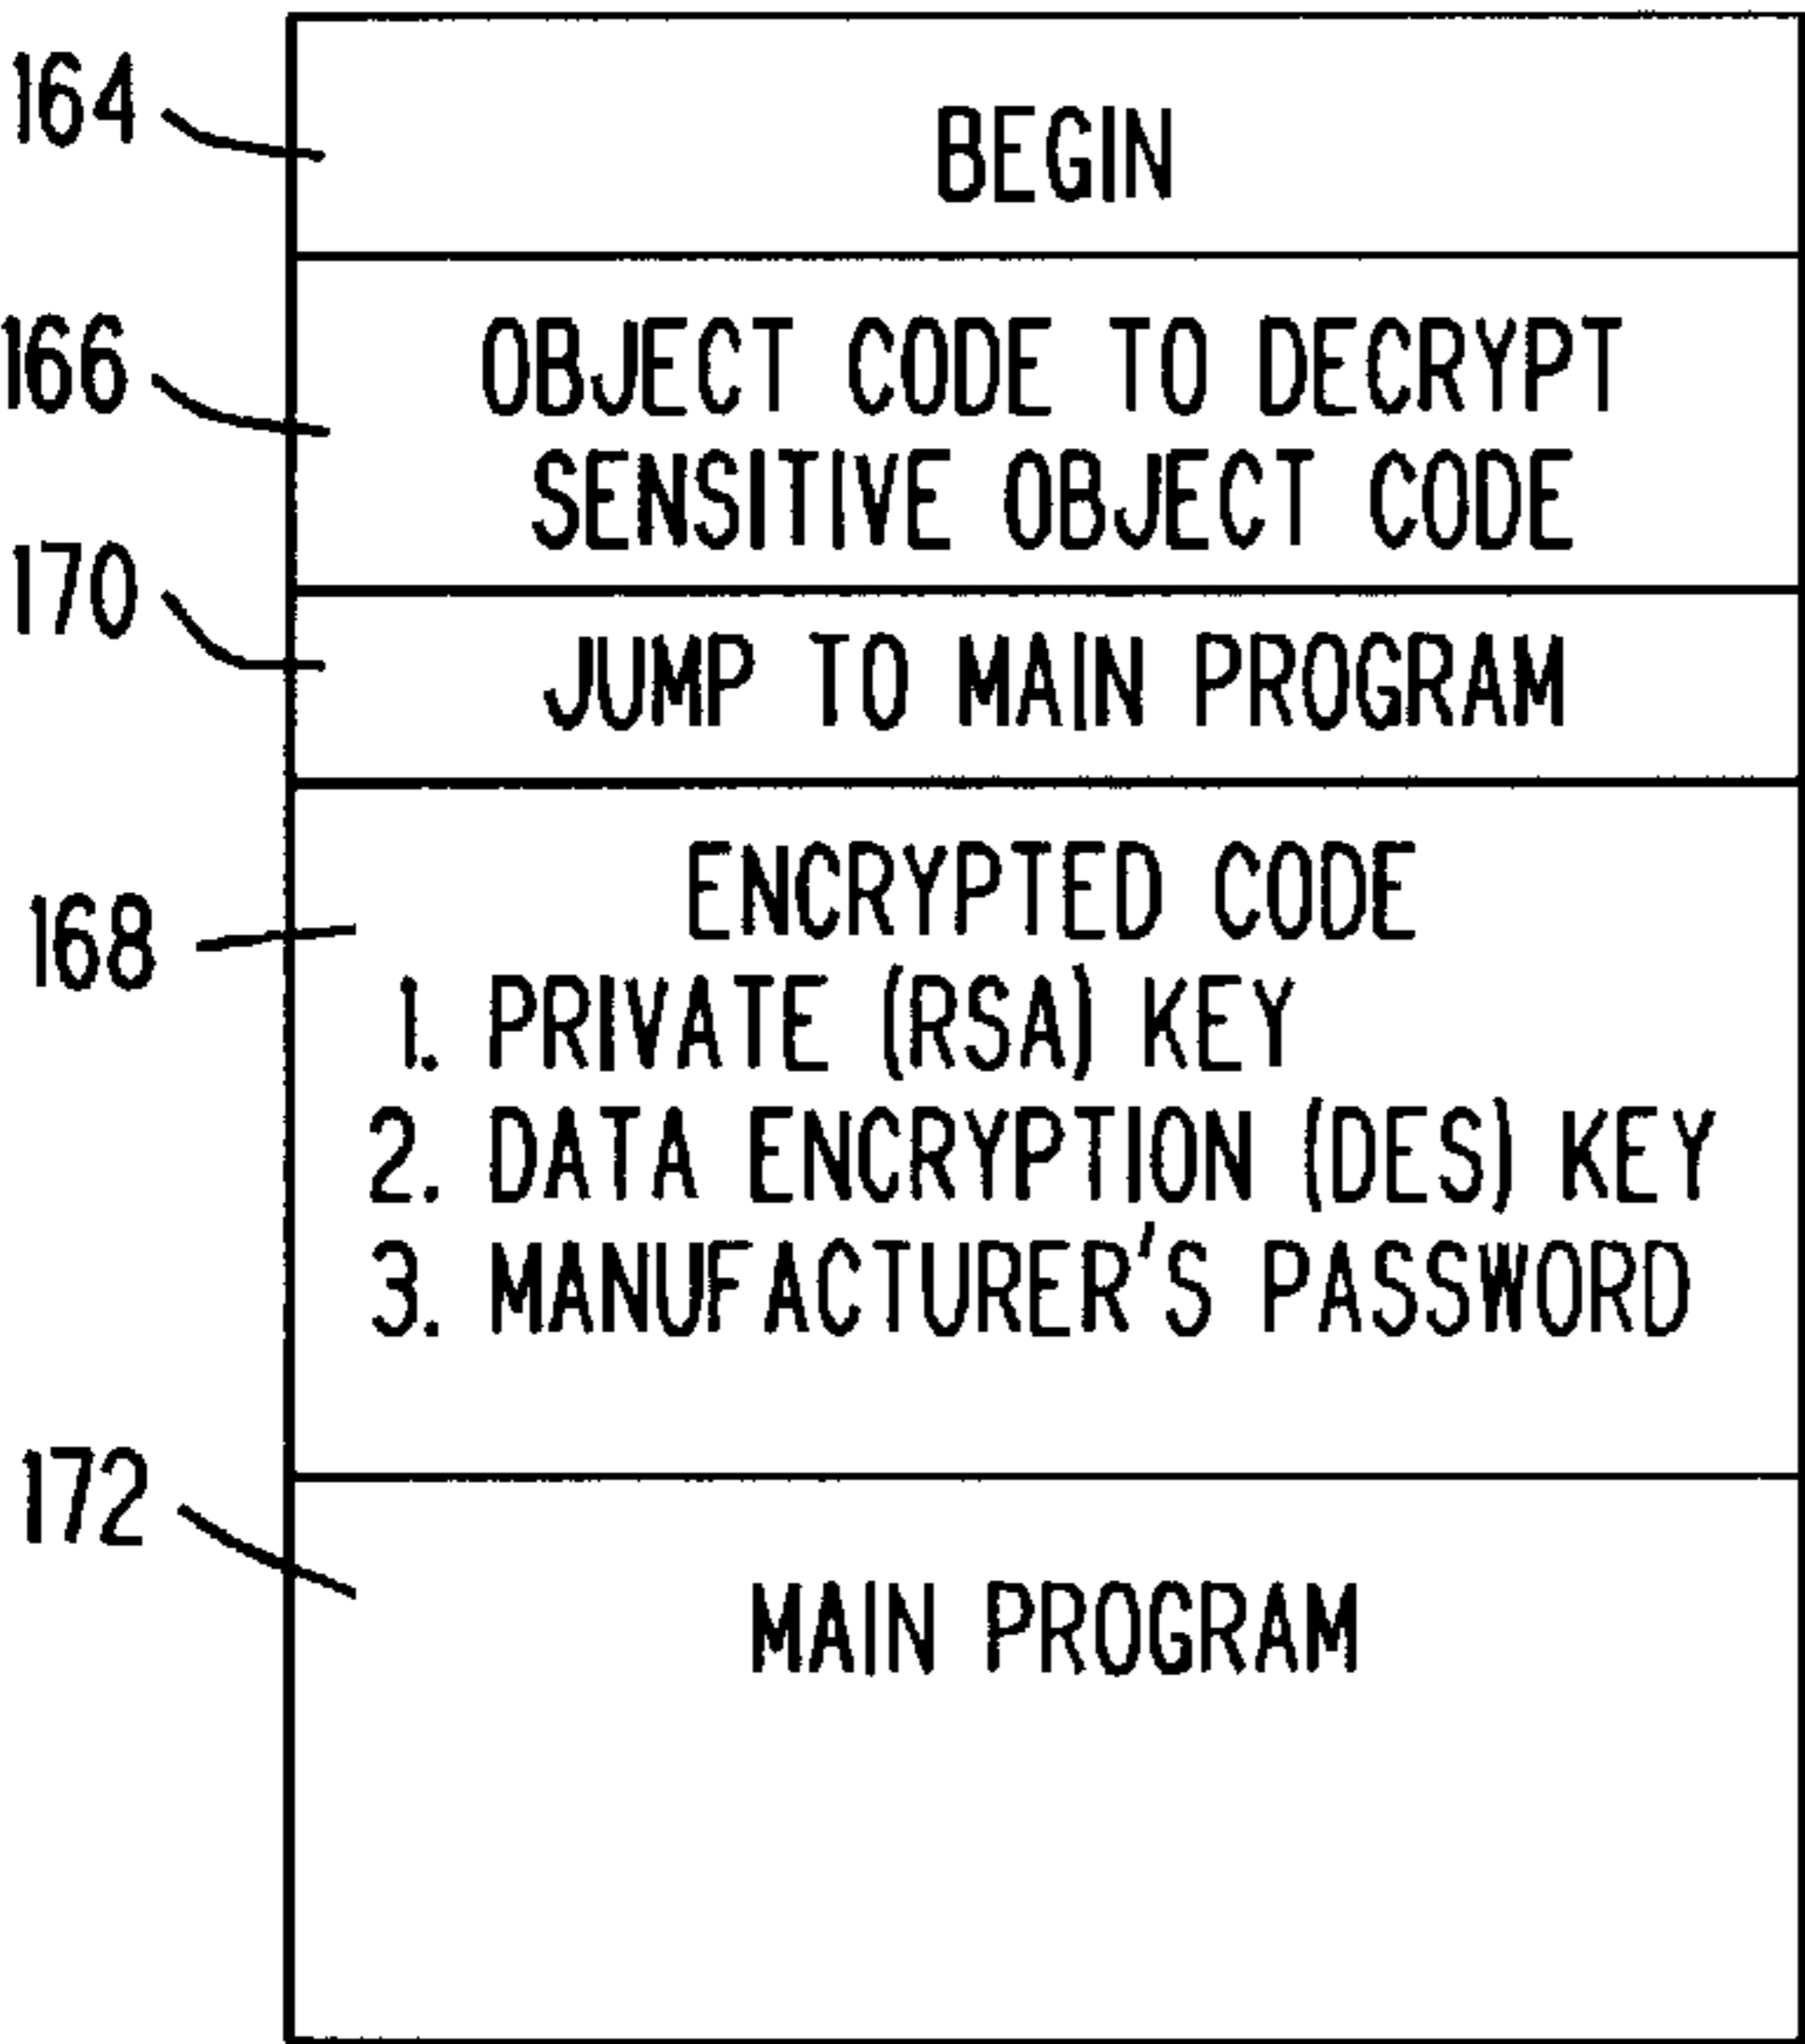 164
BEGIN
166
OBJECT CODE TO DECRYPT
SENSITIVE OBJECT CODE
170
JUMP TO MAIN PROGRAM
168
ENCRYPTED CODE
1. PRIVATE (RSA) KEY
2. DATA ENCRYPTION (DES) KEY
3. MANUFACTURER'S PASSWORD
172
MAIN PROGRAM